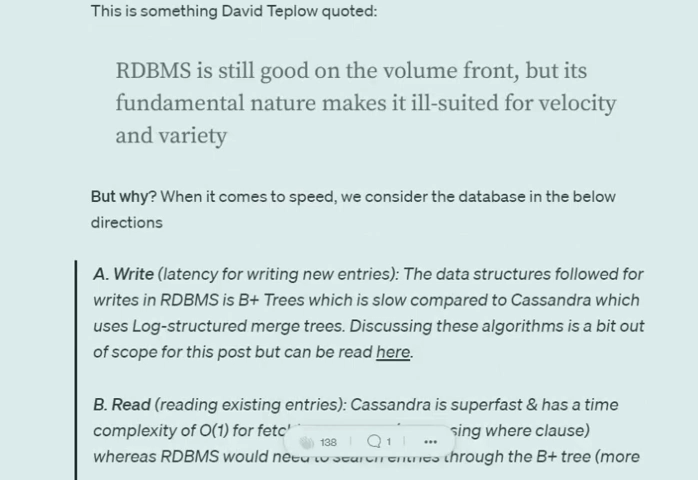 This is something David Teplow quoted:
RDBMS is still good on the volume front, but its
fundamental nature makes it ill-suited for velocity
and variety
But why? When it comes to speed, we consider the database in the below
directions
A. Write (latency for writing new entries): The data structures followed for
writes in RDBMS is B+ Trees which is slow compared to Cassandra which
uses Log-structured merge trees. Discussing these algorithms is a bit out
of scope for this post but can be read here.
B. Read (reading existing entries): Cassandra is superfast & has a time
complexity of O(1) for where clause)
138 1
whereas RDBMS would need to search entries through the B+ tree (more